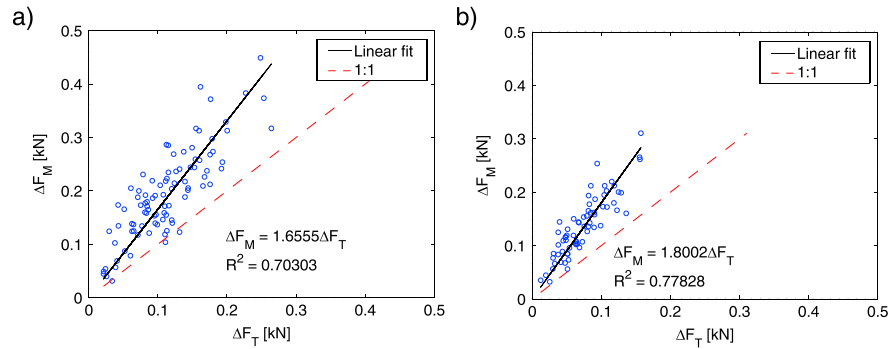 a)
0.5
0.4
0.3
0.2
0.1
0
0
0.1
0.2
0.3
0.4
0.5
ΔF_M [kN]
ΔF_T [kN]
Linear fit
1:1
ΔF_M = 1.6555ΔF_T
R² = 0.70303
b)
0.5
0.4
0.3
0.2
0.1
0
0
0.1
0.2
0.3
0.4
0.5
ΔF_M [kN]
ΔF_T [kN]
Linear fit
1:1
ΔF_M = 1.8002ΔF_T
R² = 0.77828